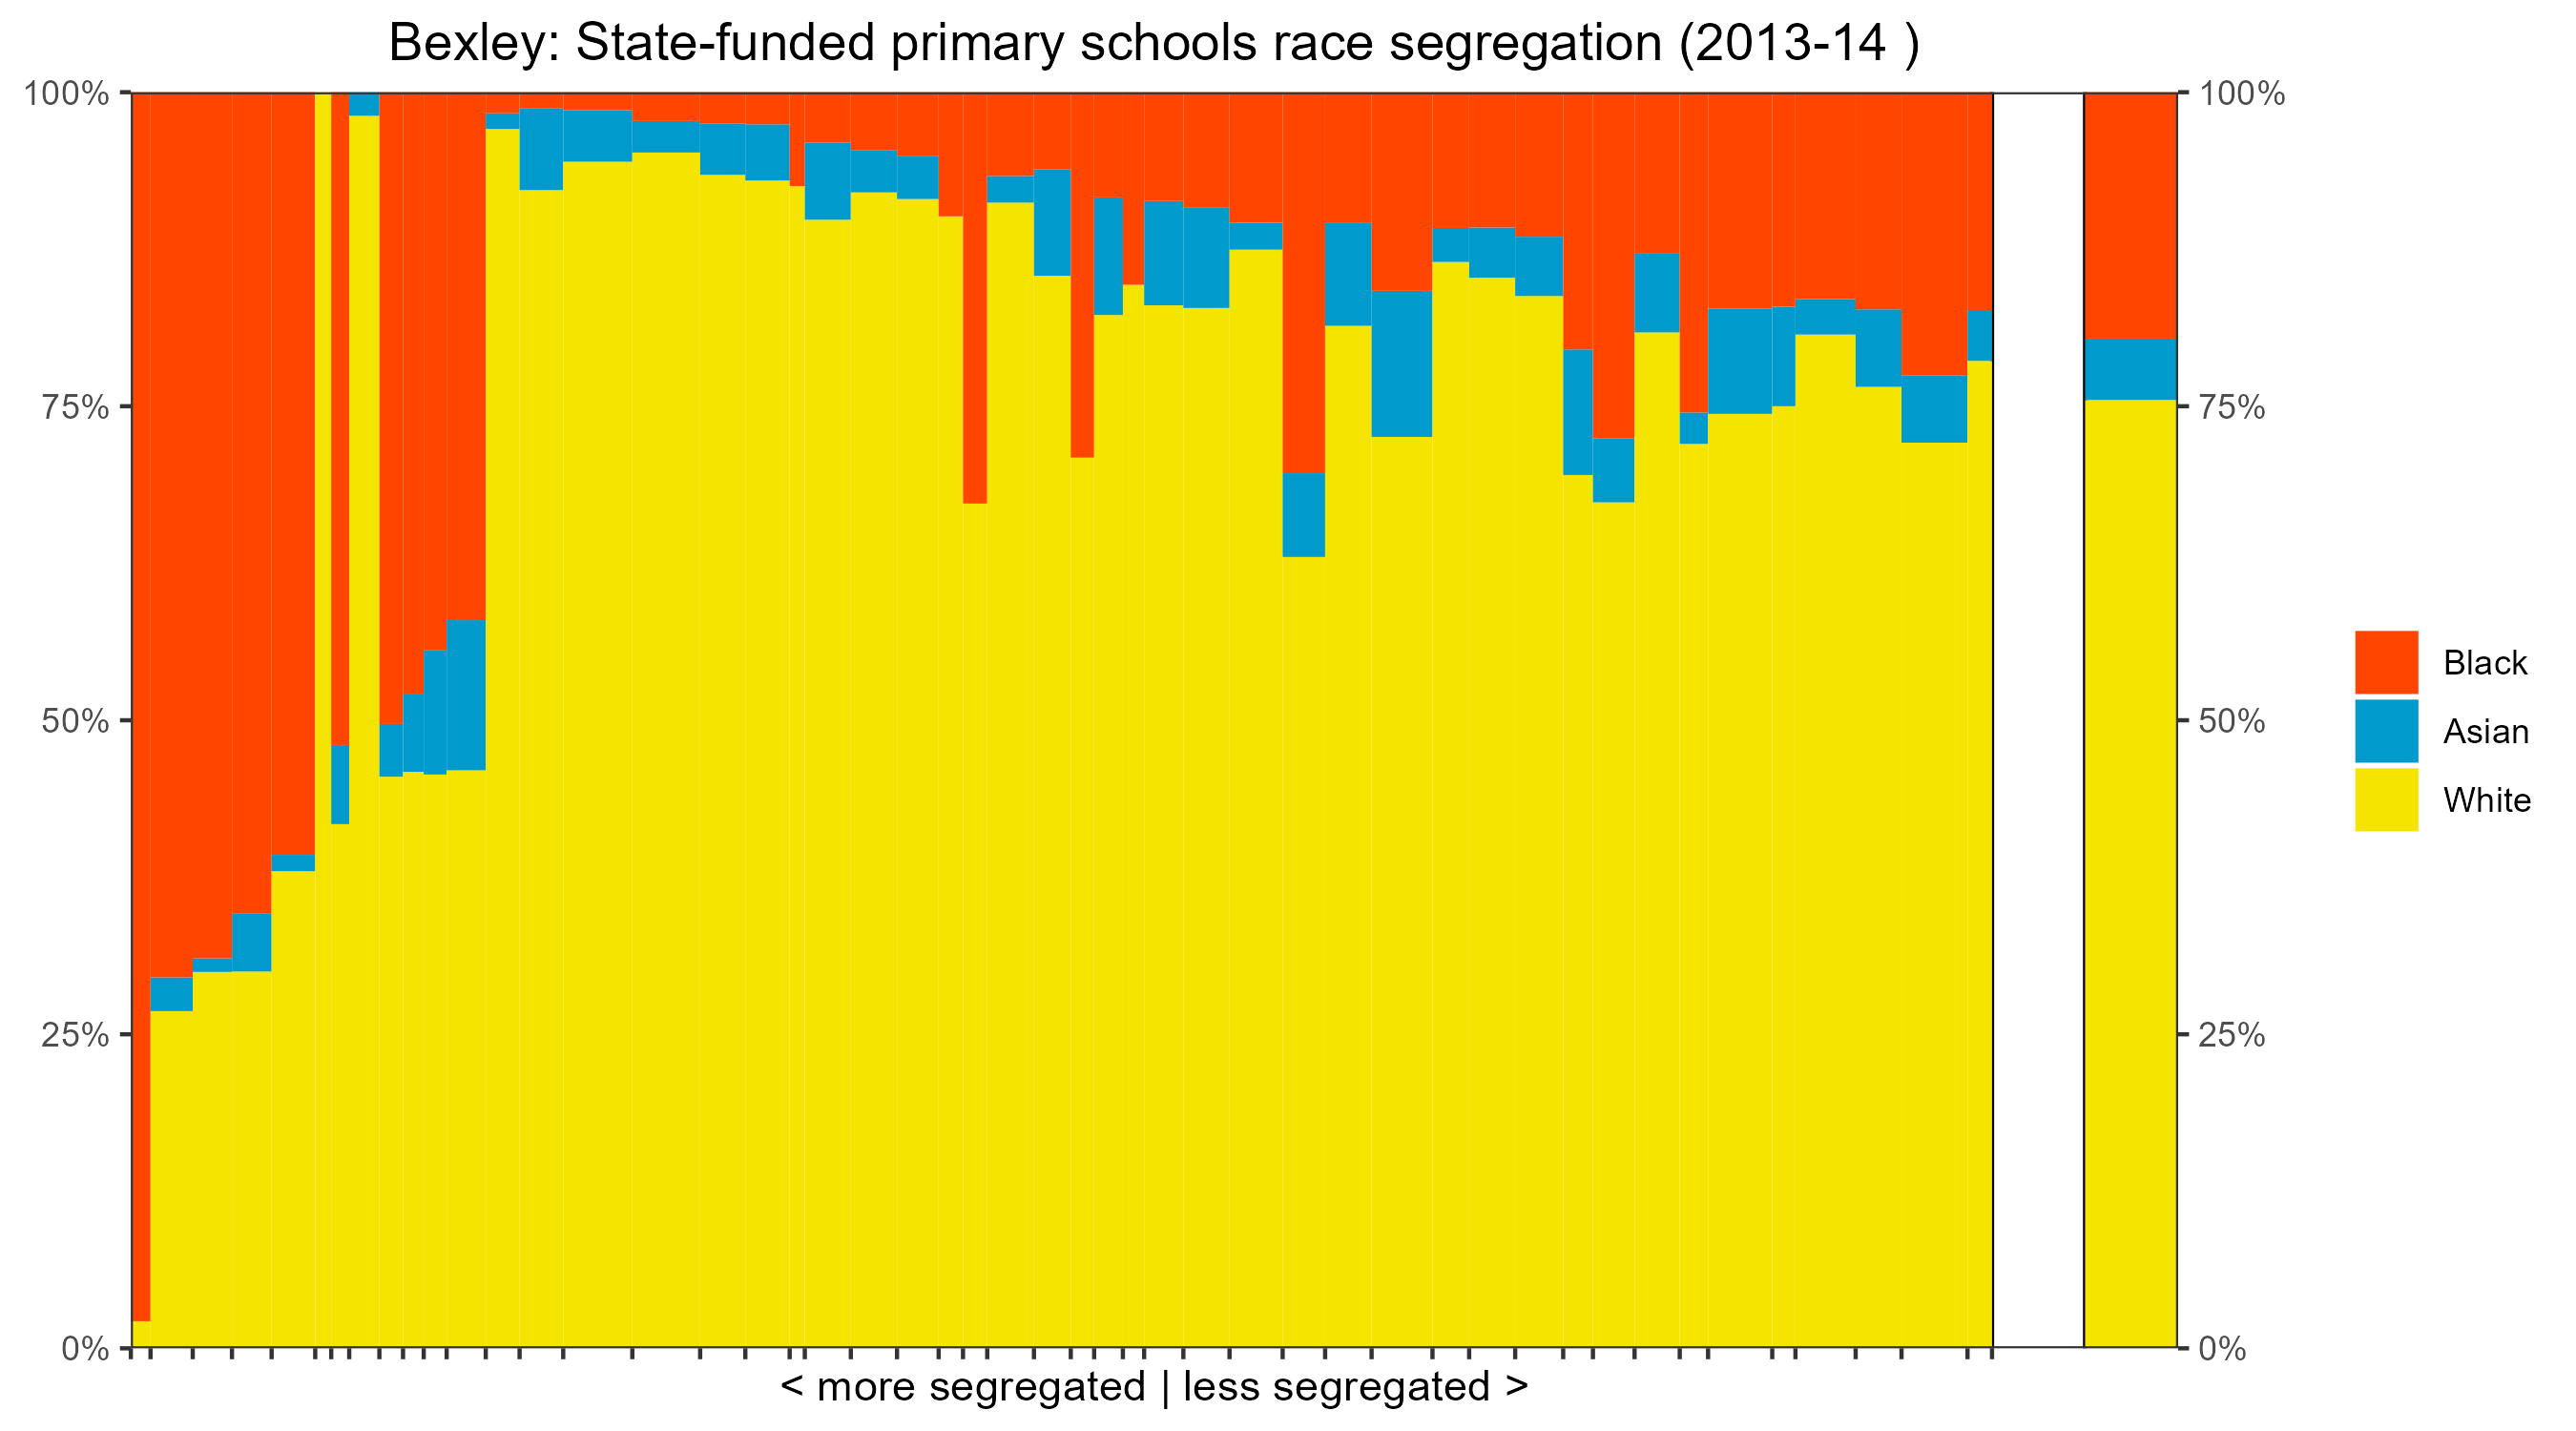 Bexley: State-funded primary schools race segregation (2013-14 )
100%
75%
50%
25%
0%
100%
75%
50%
25%
0%
Black
Asian
White
< more segregated | less segregated >